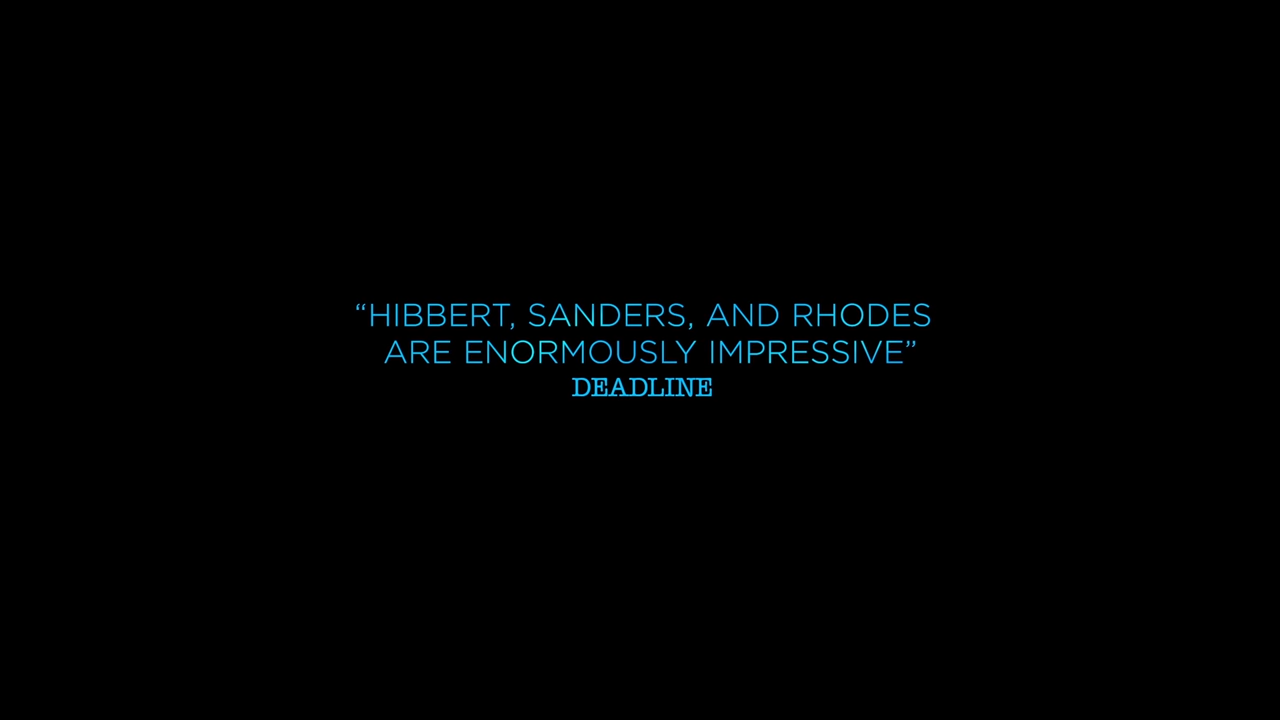 “HIBBERT, SANDERS, AND RHODES
ARE ENORMOUSLY IMPRESSIVE”
DEADLINE